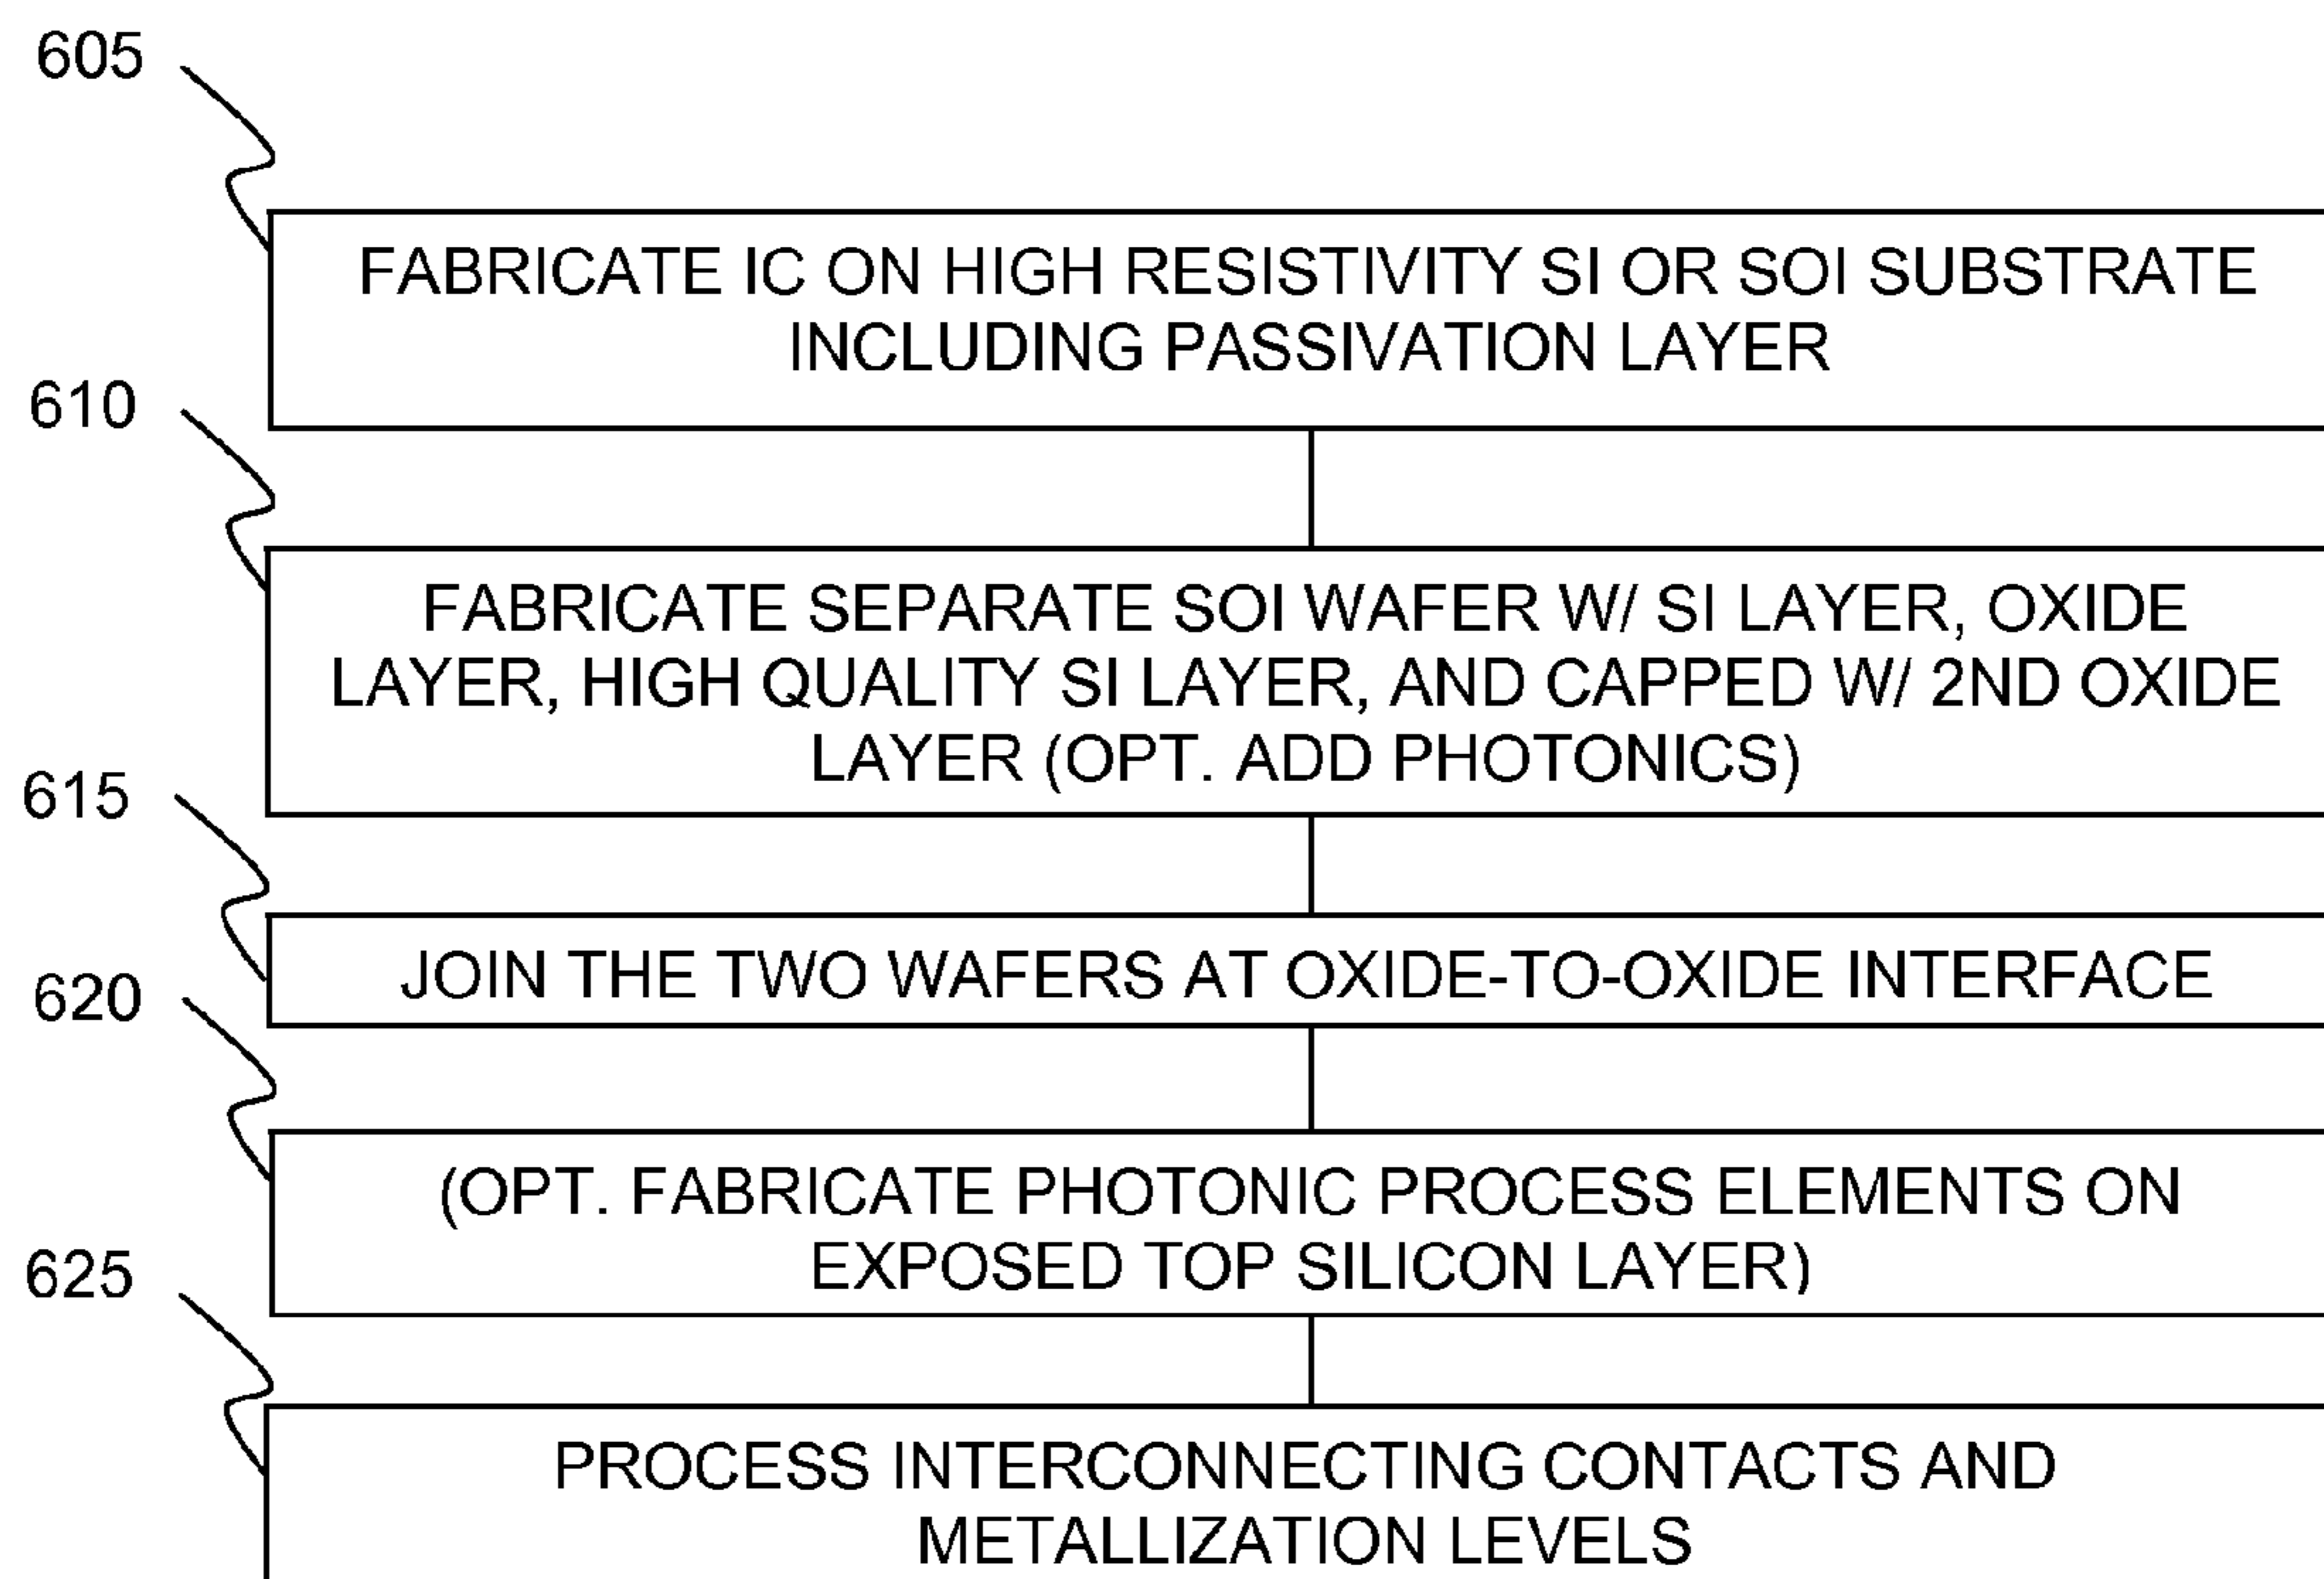 605
FABRICATE IC ON HIGH RESISTIVITY SI OR SOI SUBSTRATE
INCLUDING PASSIVATION LAYER
610
FABRICATE SEPARATE SOI WAFER W/ SI LAYER, OXIDE
LAYER, HIGH QUALITY SI LAYER, AND CAPPED W/ 2ND OXIDE
LAYER (OPT. ADD PHOTONICS)
615
JOIN THE TWO WAFERS AT OXIDE-TO-OXIDE INTERFACE
620
(OPT. FABRICATE PHOTONIC PROCESS ELEMENTS ON
EXPOSED TOP SILICON LAYER)
625
PROCESS INTERCONNECTING CONTACTS AND
METALLIZATION LEVELS